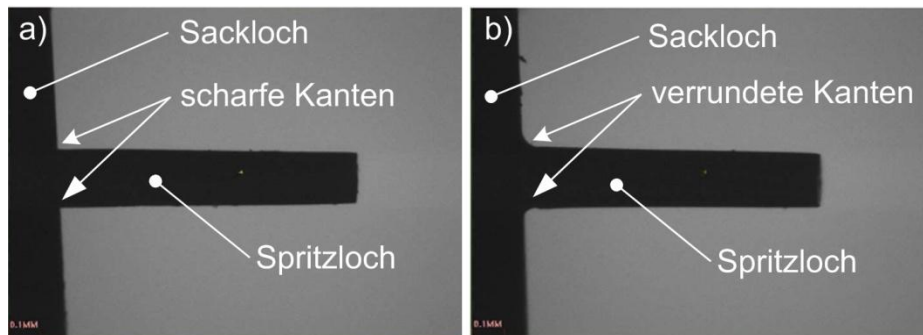 a)
Sackloch
scharfe Kanten
Spritzloch
0.1MM
b)
Sackloch
verrundete Kanten
Spritzloch
0.1MM